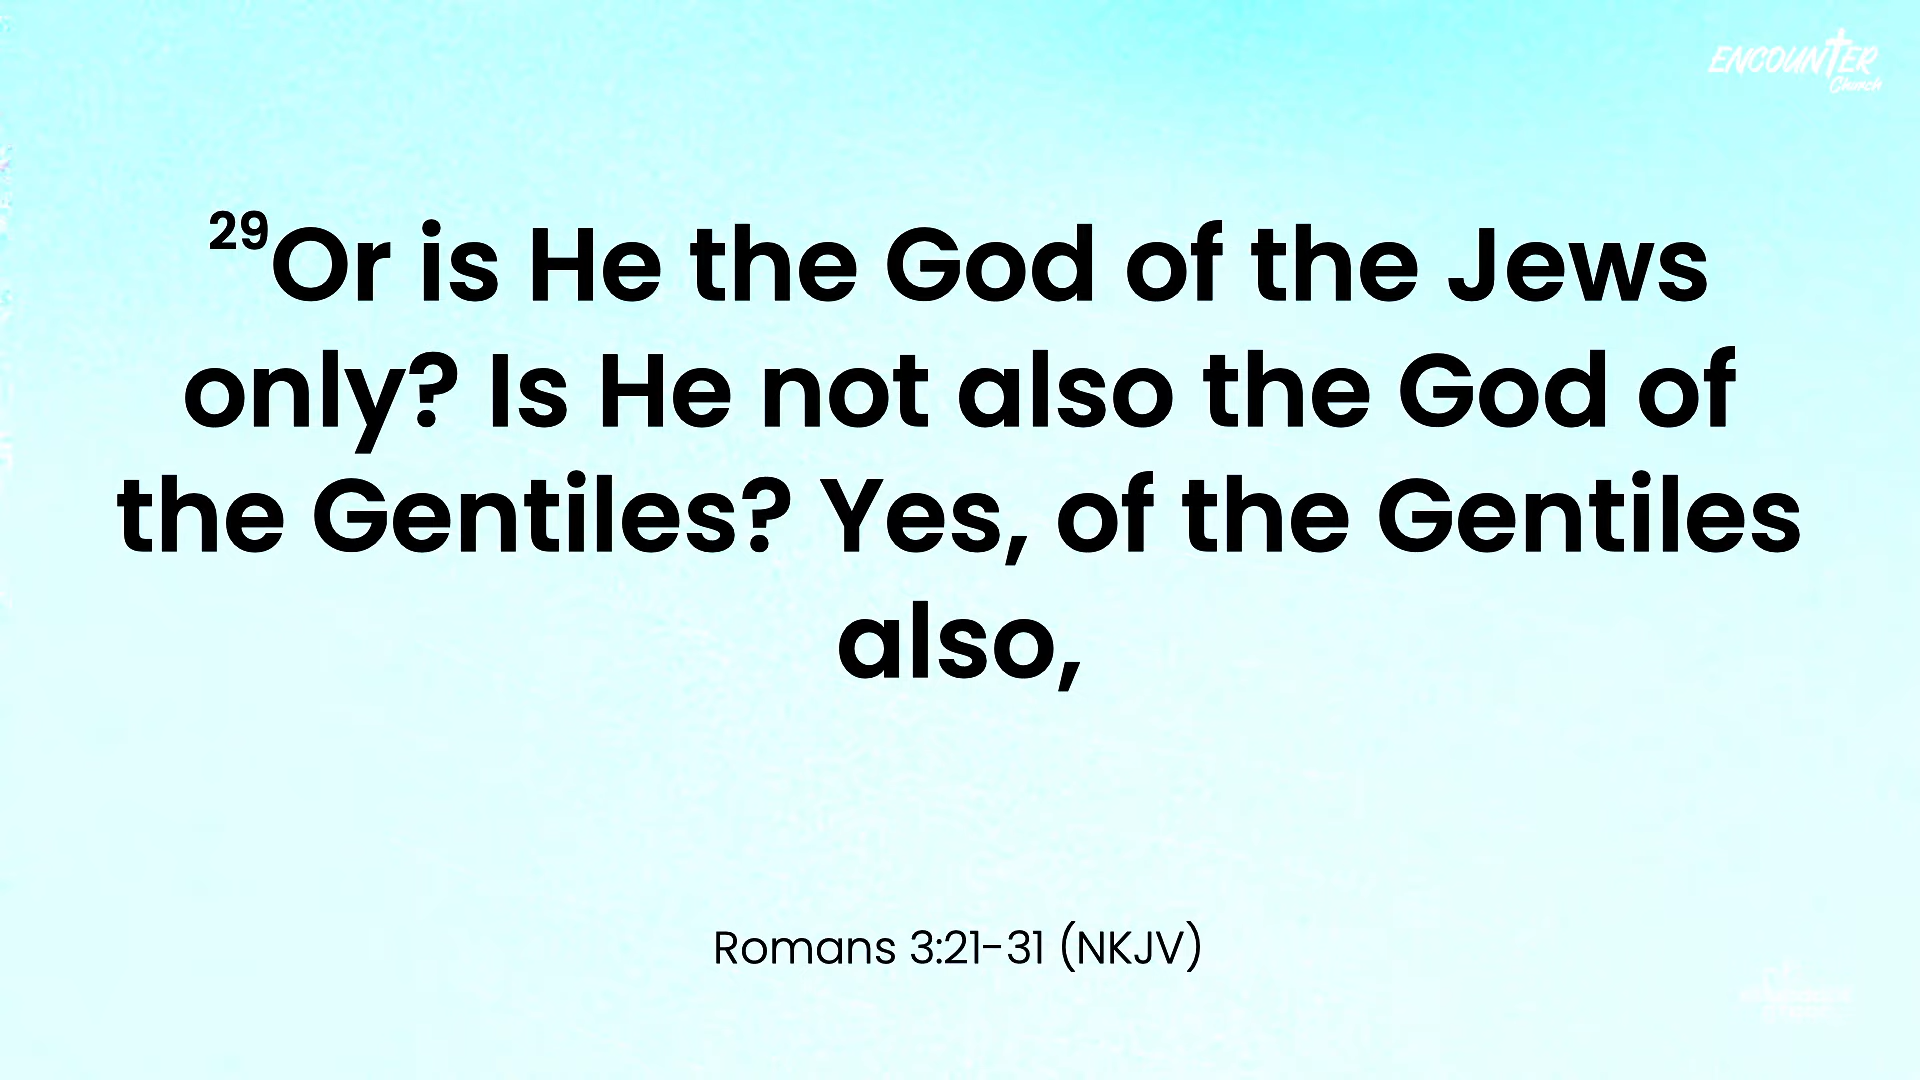 ENCOUNTER
Church
29Or is He the God of the Jews
only? Is He not also the God of
the Gentiles? Yes, of the Gentiles
also,
Romans 3:21-31 (NKJV)